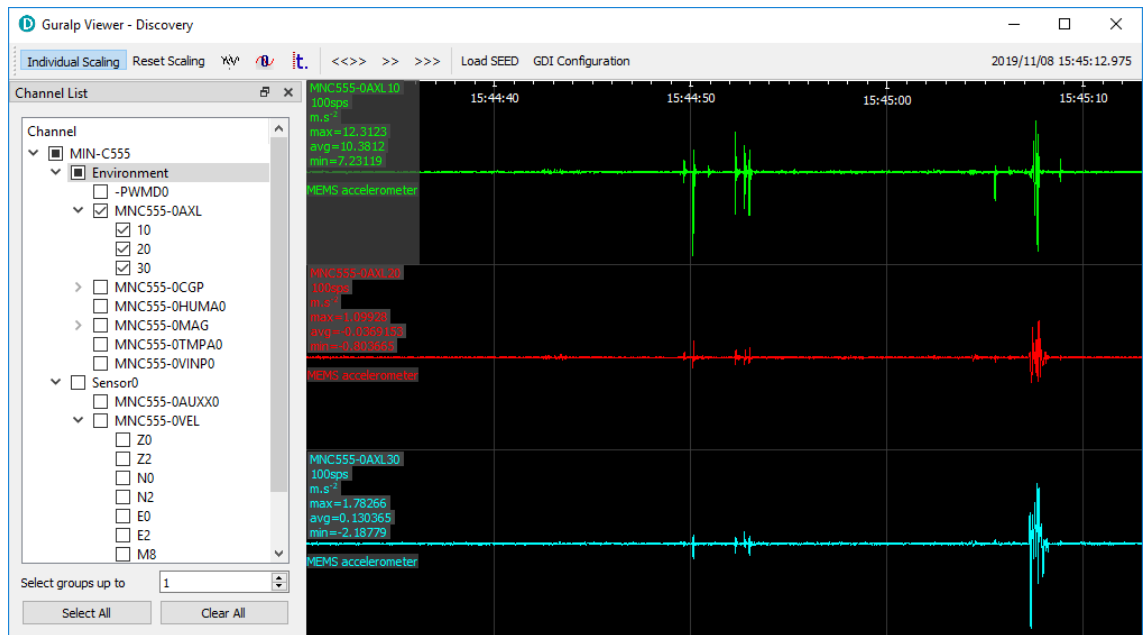 Guralp Viewer - Discovery
Individual Scaling Reset Scaling <<>> >> >>> Load SEED GDI Configuration 2019/11/08 15:45:12.975
Channel List
Channel
MIN-C555
Environment
-PWMD0
MNC555-0AXL
10
20
30
MNC555-0CGP
MNC555-0HUMA0
MNC555-0MAG
MNC555-0TMPA0
MNC555-0VINP0
Sensor0
MNC555-0AUXX0
MNC555-0VEL
Z0
Z2
N0
N2
E0
E2
M8
Select groups up to 1
Select All Clear All
15:44:40 15:44:50 15:45:00 15:45:10
MNC555-0AXL10
100sps
m.s⁻²
max=12.3123
avg=10.3812
min=7.23119
MEMS accelerometer
MNC555-0AXL20
100sps
m.s⁻²
max=1.09928
avg=-0.0369153
min=-0.803665
MEMS accelerometer
MNC555-0AXL30
100sps
m.s⁻²
max=1.78266
avg=0.130365
min=-2.18779
MEMS accelerometer